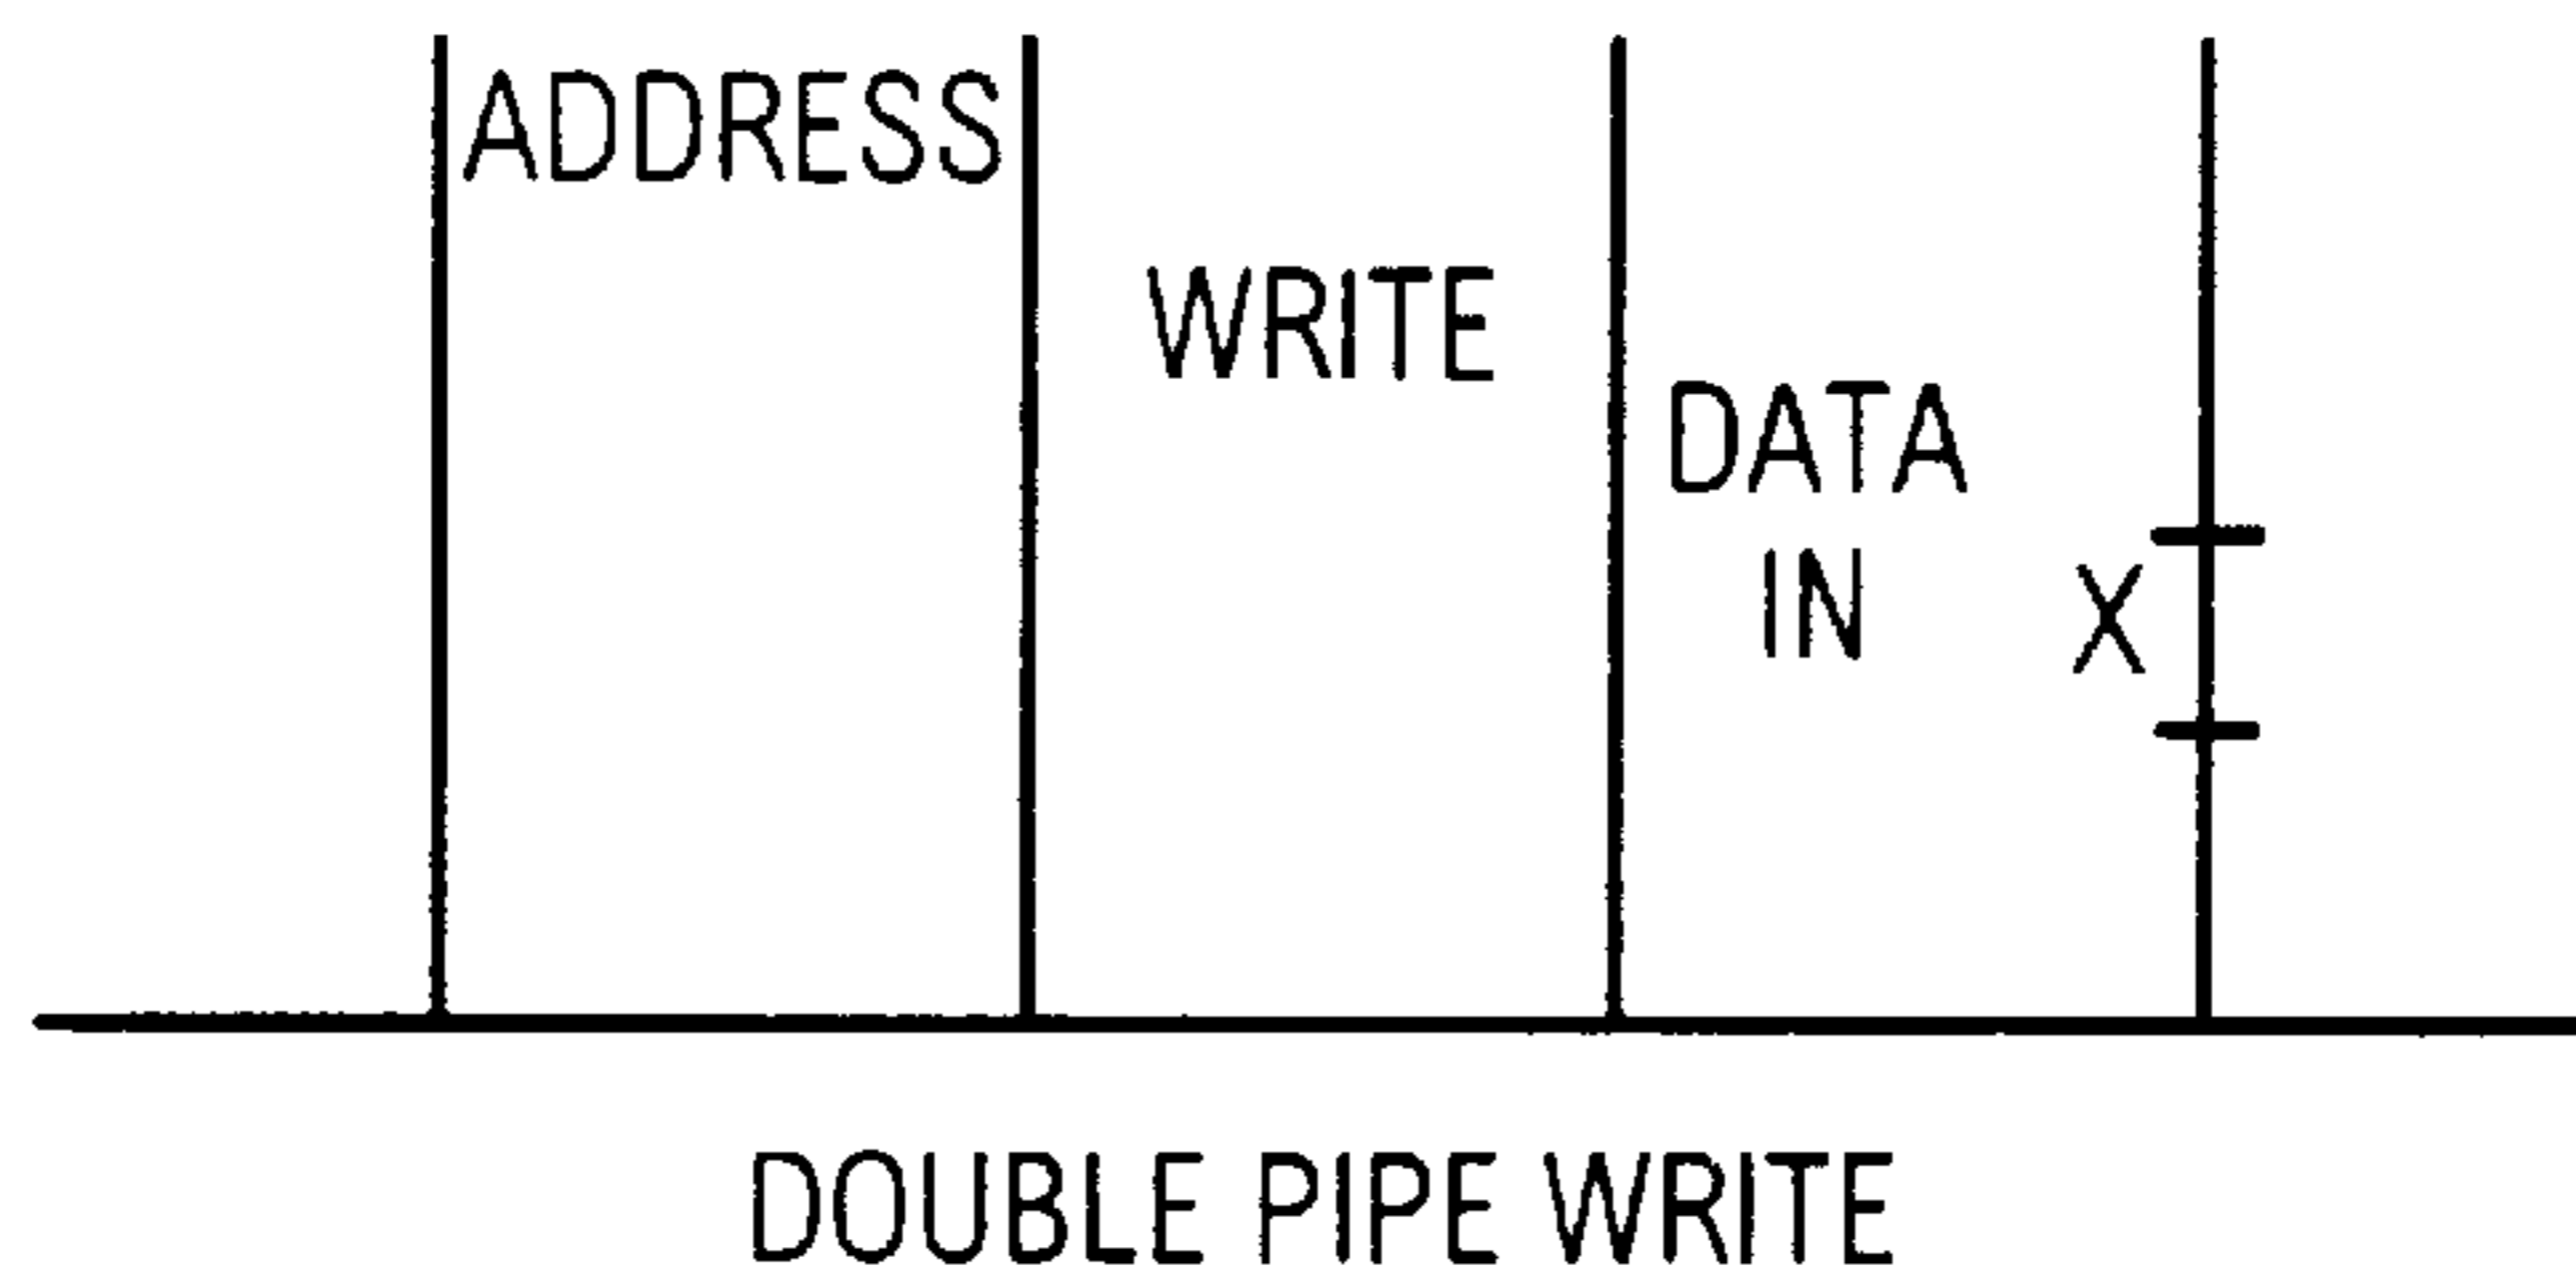 ADDRESS
WRITE
DATA
IN
X
DOUBLE PIPE WRITE